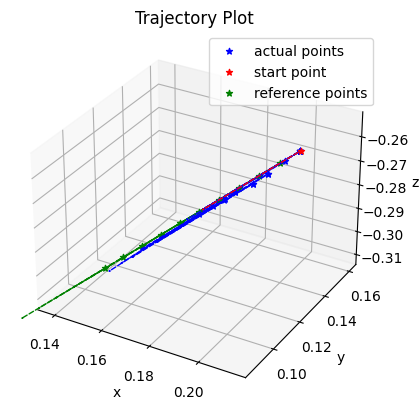 Trajectory Plot
actual points
start point
reference points
−0.26
−0.27
−0.28
−0.29
−0.30
−0.31
z
0.16
0.14
0.12
0.10
y
0.14
0.16
0.18
0.20
x